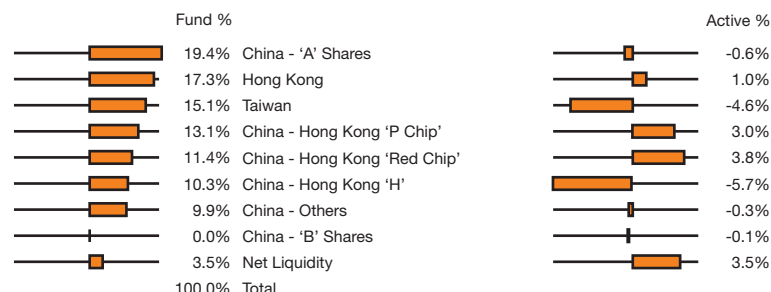 Fund % Active %
19.4% China - ‘A’ Shares -0.6%
17.3% Hong Kong 1.0%
15.1% Taiwan -4.6%
13.1% China - Hong Kong ‘P Chip’ 3.0%
11.4% China - Hong Kong ‘Red Chip’ 3.8%
10.3% China - Hong Kong ‘H’ -5.7%
9.9% China - Others -0.3%
0.0% China - ‘B’ Shares -0.1%
3.5% Net Liquidity 3.5%
100.0% Total